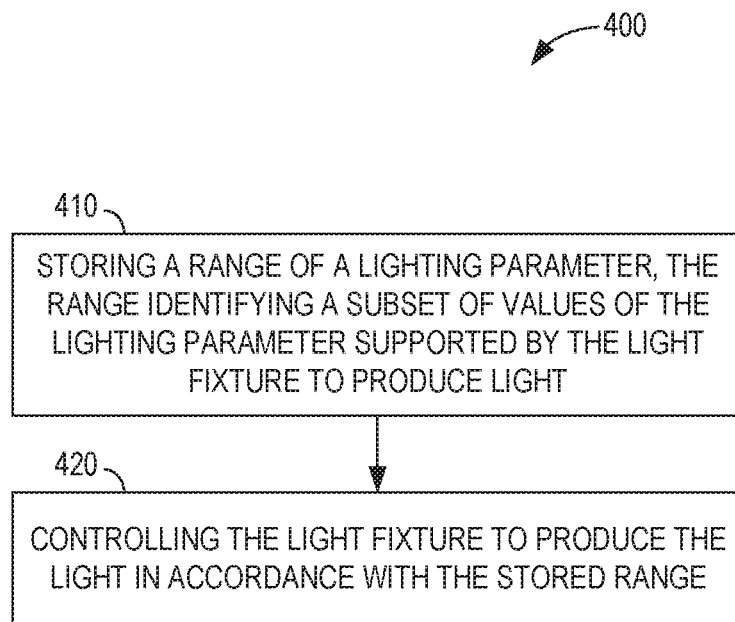 400
410
STORING A RANGE OF A LIGHTING PARAMETER, THE
RANGE IDENTIFYING A SUBSET OF VALUES OF THE
LIGHTING PARAMETER SUPPORTED BY THE LIGHT
FIXTURE TO PRODUCE LIGHT
420
CONTROLLING THE LIGHT FIXTURE TO PRODUCE THE
LIGHT IN ACCORDANCE WITH THE STORED RANGE